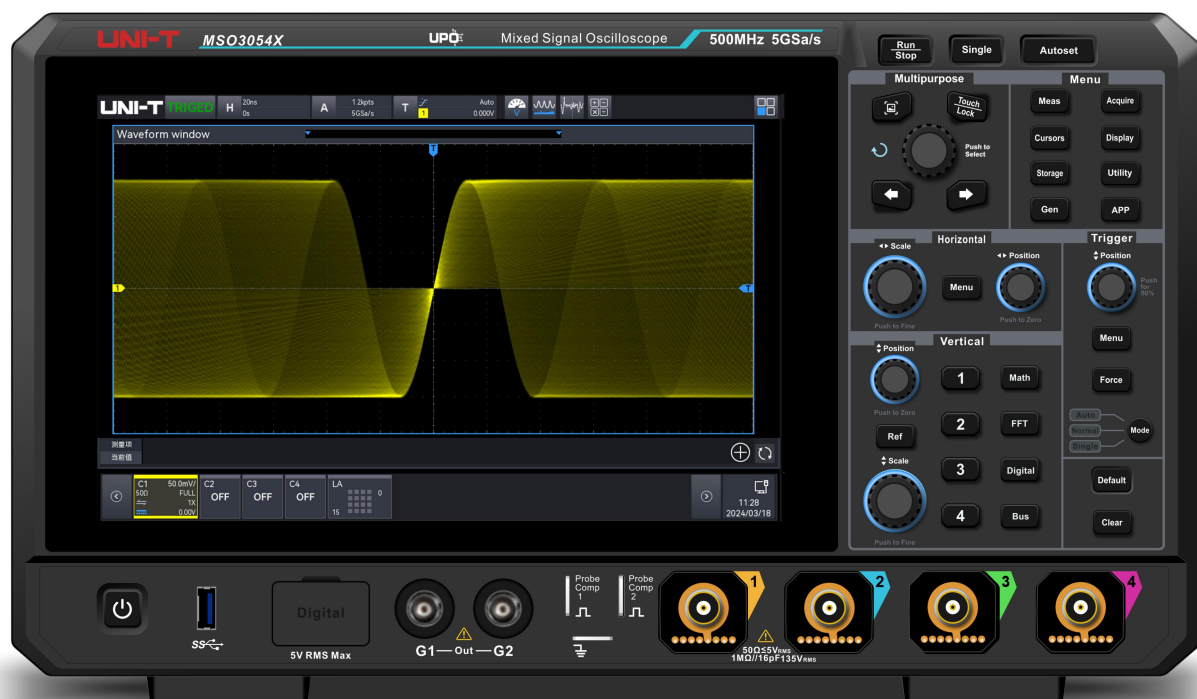 UNI-T MSO3054X UPO Mixed Signal Oscilloscope 500MHz 5GSa/s
Run
Stop
Single
Autoset
UNI-T TRIGED H 20ns
0s
A 1.2kpts
5GSa/s
T 1 Auto
0.000V
V
Waveform window
T
1
T
测量项
当前值
C1 50.0mV/
50Ω FULL
1X
0.00V
C2
OFF
C3
OFF
C4
OFF
LA
0
15
11:28
2024/03/18
Multipurpose
Touch
Lock
Push to
Select
Menu
Meas
Acquire
Cursors
Display
Storage
Utility
Gen
APP
Horizontal
Scale
Menu
Position
Push to Fine
Push to Zero
Trigger
Position
Push
for
50%
Menu
Force
Auto
Normal
Single
Mode
Default
Clear
Vertical
Position
Push to Zero
Ref
Scale
Push to Fine
1
Math
2
FFT
3
Digital
4
Bus
SS
Digital
5V RMS Max
G1 Out G2
Probe
Comp
1
Probe
Comp
2
1
2
3
4
50Ω≤5VRMS
1MΩ//16pF135VRMS